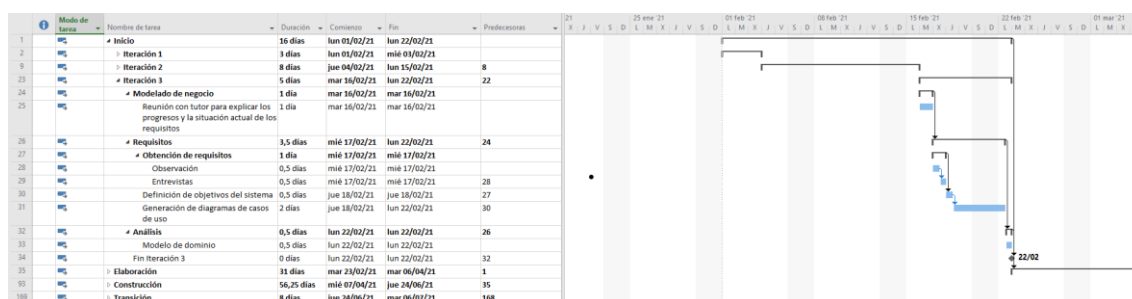 21 25 ene '21 01 feb '21 08 feb '21 15 feb '21 22 feb '21 01 mar '21
Modo de tarea Nombre de tarea Duración Comienzo Fin Predecesoras X J V S D L M X J V S D L M X J V S D L M X J V S D L M X J V S D L M X J V S D L M X
1 Inicio 16 días lun 01/02/21 lun 22/02/21
2 Iteración 1 3 días lun 01/02/21 mié 03/02/21
9 Iteración 2 8 días jue 04/02/21 lun 15/02/21 8
23 Iteración 3 5 días mar 16/02/21 lun 22/02/21 22
24 Modelado de negocio 1 día mar 16/02/21 mar 16/02/21
25 Reunión con tutor para explicar los 1 día mar 16/02/21 mar 16/02/21
progresos y la situación actual de los
requisitos
26 Requisitos 3,5 días mié 17/02/21 lun 22/02/21 24
27 Obtención de requisitos 1 día mié 17/02/21 mié 17/02/21
28 Observación 0,5 días mié 17/02/21 mié 17/02/21
29 Entrevistas 0,5 días mié 17/02/21 mié 17/02/21 28
30 Definición de objetivos del sistema 0,5 días jue 18/02/21 jue 18/02/21 27
31 Generación de diagramas de casos 2 días jue 18/02/21 lun 22/02/21 30
de uso
32 Análisis 0,5 días lun 22/02/21 lun 22/02/21 26
33 Modelo de dominio 0,5 días lun 22/02/21 lun 22/02/21
34 Fin Iteración 3 0 días lun 22/02/21 lun 22/02/21 32 22/02
35 Elaboración 31 días mar 23/02/21 mar 06/04/21 1
93 Construcción 56,25 días mié 07/04/21 jue 24/06/21 35
168 Transición 8 días jue 24/06/21 mar 06/07/21 168